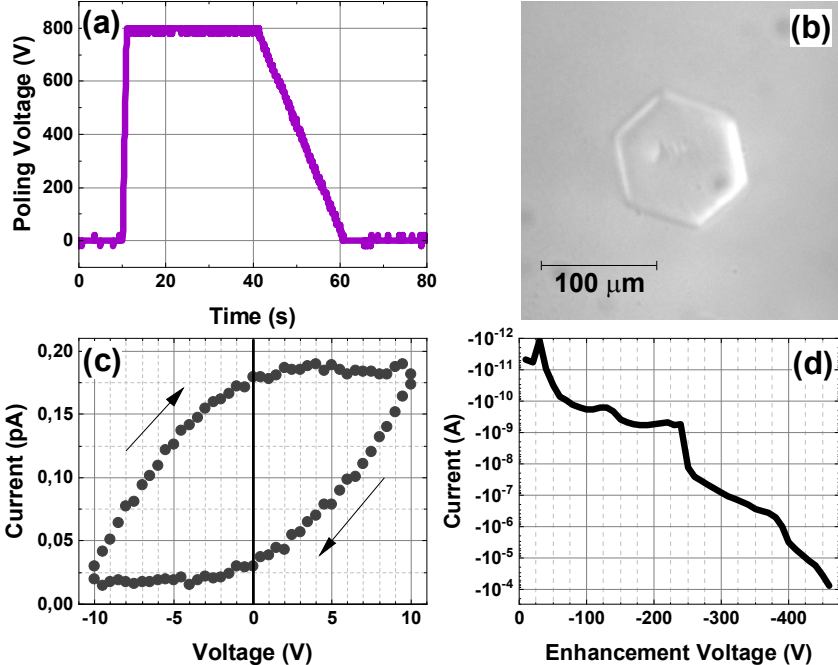 (a)
Poling Voltage (V)
800
600
400
200
0
0 20 40 60 80
Time (s)
(b)
100 μm
(c)
Current (pA)
0,20
0,15
0,10
0,05
0,00
-10 -5 0 5 10
Voltage (V)
(d)
Current (A)
-10⁻¹²
-10⁻¹¹
-10⁻¹⁰
-10⁻⁹
-10⁻⁸
-10⁻⁷
-10⁻⁶
-10⁻⁵
-10⁻⁴
0 -100 -200 -300 -400
Enhancement Voltage (V)